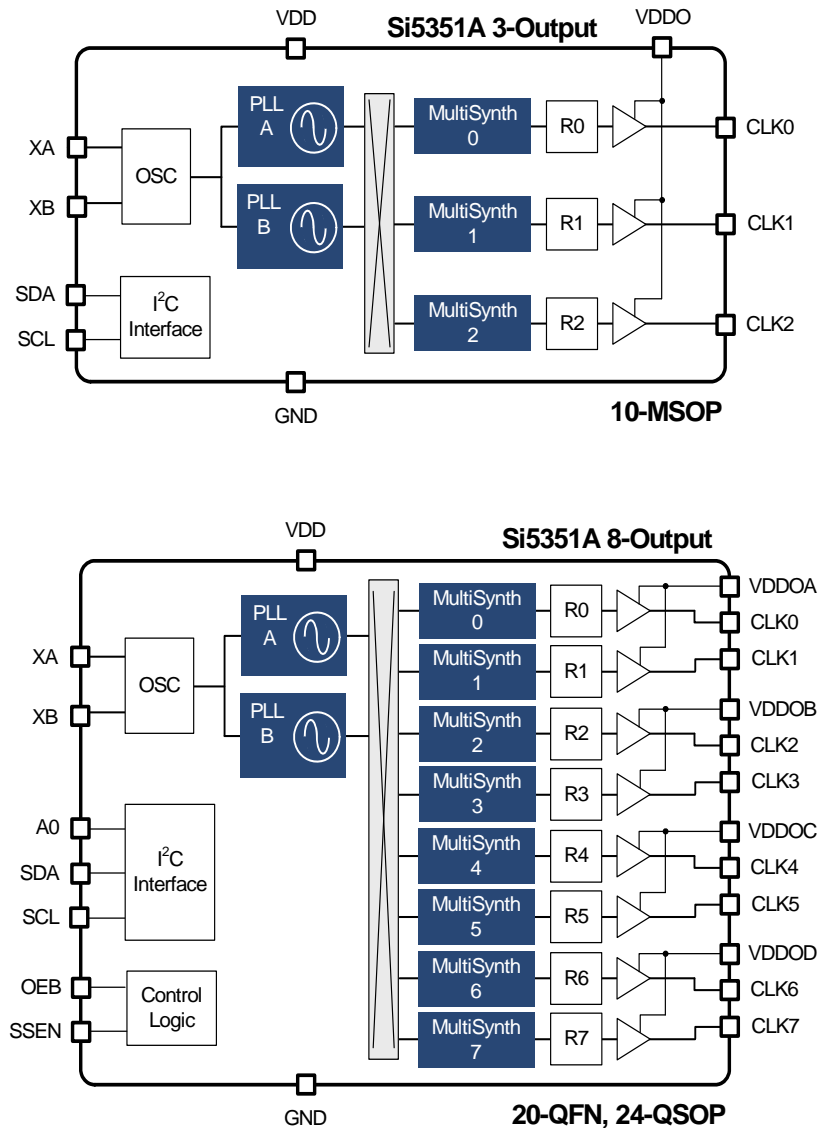 VDD
Si5351A 3-Output
VDDO
PLL
A
PLL
B
MultiSynth
0
R0
CLK0
MultiSynth
1
R1
CLK1
MultiSynth
2
R2
CLK2
XA
XB
OSC
SDA
SCL
I²C
Interface
GND
10-MSOP
VDD
Si5351A 8-Output
XA
XB
OSC
PLL
A
PLL
B
A0
SDA
SCL
I²C
Interface
OEB
SSEN
Control
Logic
MultiSynth
0
R0
MultiSynth
1
R1
MultiSynth
2
R2
MultiSynth
3
R3
MultiSynth
4
R4
MultiSynth
5
R5
MultiSynth
6
R6
MultiSynth
7
R7
VDDOA
CLK0
CLK1
VDDOB
CLK2
CLK3
VDDOC
CLK4
CLK5
VDDOD
CLK6
CLK7
GND
20-QFN, 24-QSOP